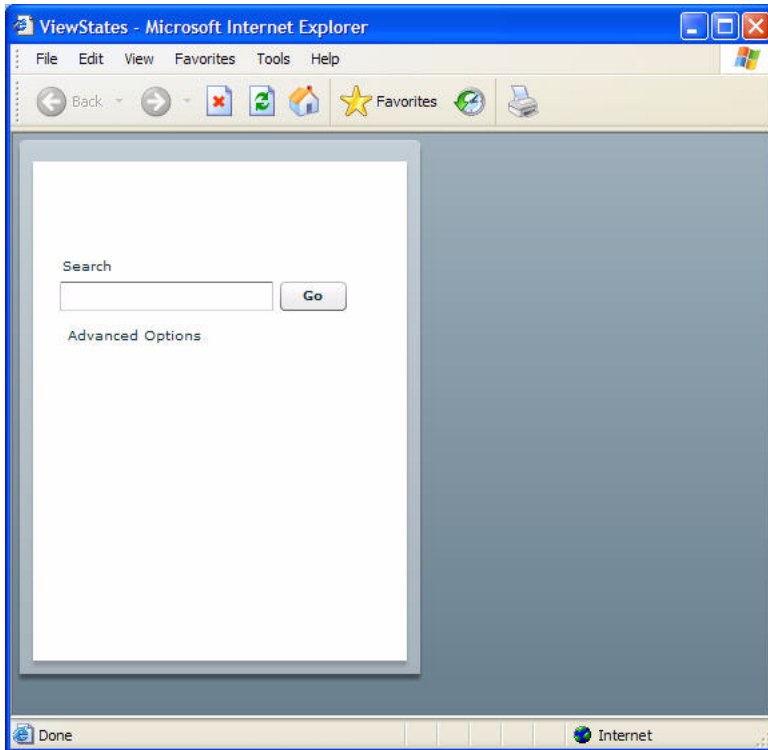 ViewStates - Microsoft Internet Explorer
File Edit View Favorites Tools Help
Back Favorites
Search
Go
Advanced Options
Done Internet